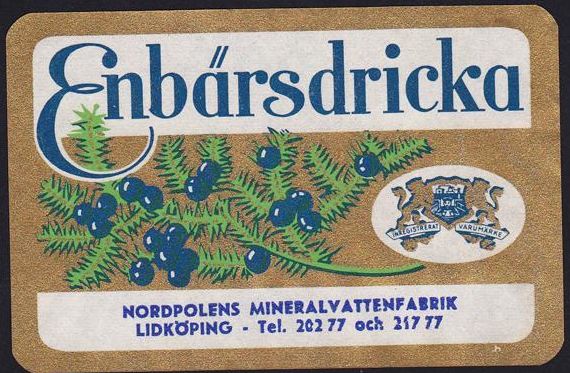 Enbärsdricka
INREGISTRERAT VARUMÄRKE
NORDPOLENS MINERALVATTENFABRIK
LIDKÖPING - Tel. 202 77 och 217 77